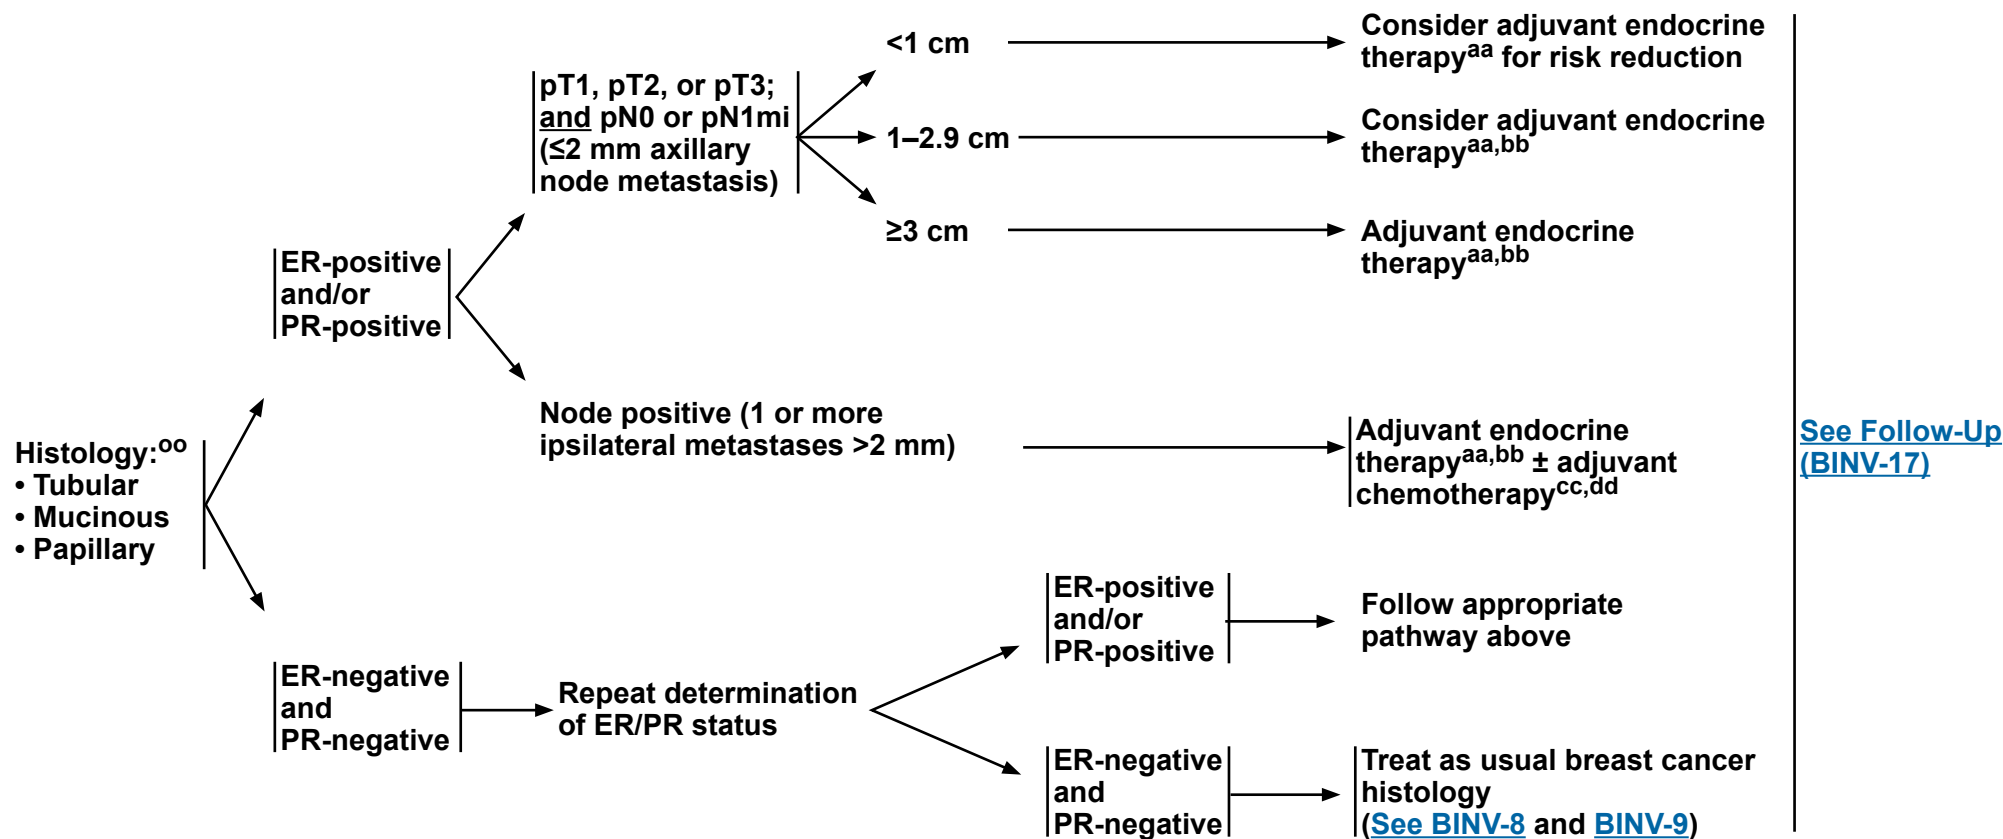 Histology:oo
• Tubular
• Mucinous
• Papillary
ER-positive
and/or
PR-positive
pT1, pT2, or pT3;
and pN0 or pN1mi
(≤2 mm axillary
node metastasis)
<1 cm
Consider adjuvant endocrine
therapyaa for risk reduction
1–2.9 cm
Consider adjuvant endocrine
therapyaa,bb
≥3 cm
Adjuvant endocrine
therapyaa,bb
Node positive (1 or more
ipsilateral metastases >2 mm)
Adjuvant endocrine
therapyaa,bb ± adjuvant
chemotherapycc,dd
ER-negative
and
PR-negative
Repeat determination
of ER/PR status
ER-positive
and/or
PR-positive
Follow appropriate
pathway above
ER-negative
and
PR-negative
Treat as usual breast cancer
histology
(See BINV-8 and BINV-9)
See Follow-Up
(BINV-17)